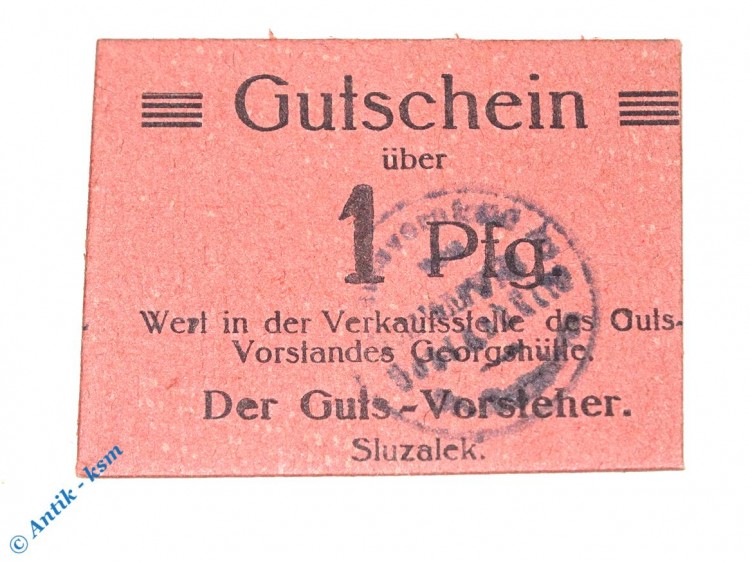 Gutschein
über
1 Pfg.
Wert in der Verkaufsstelle des Guts-
Vorstandes Georgshütte.
Der Guts-Vorsteher.
Sluzalek.
© Antik - ksm